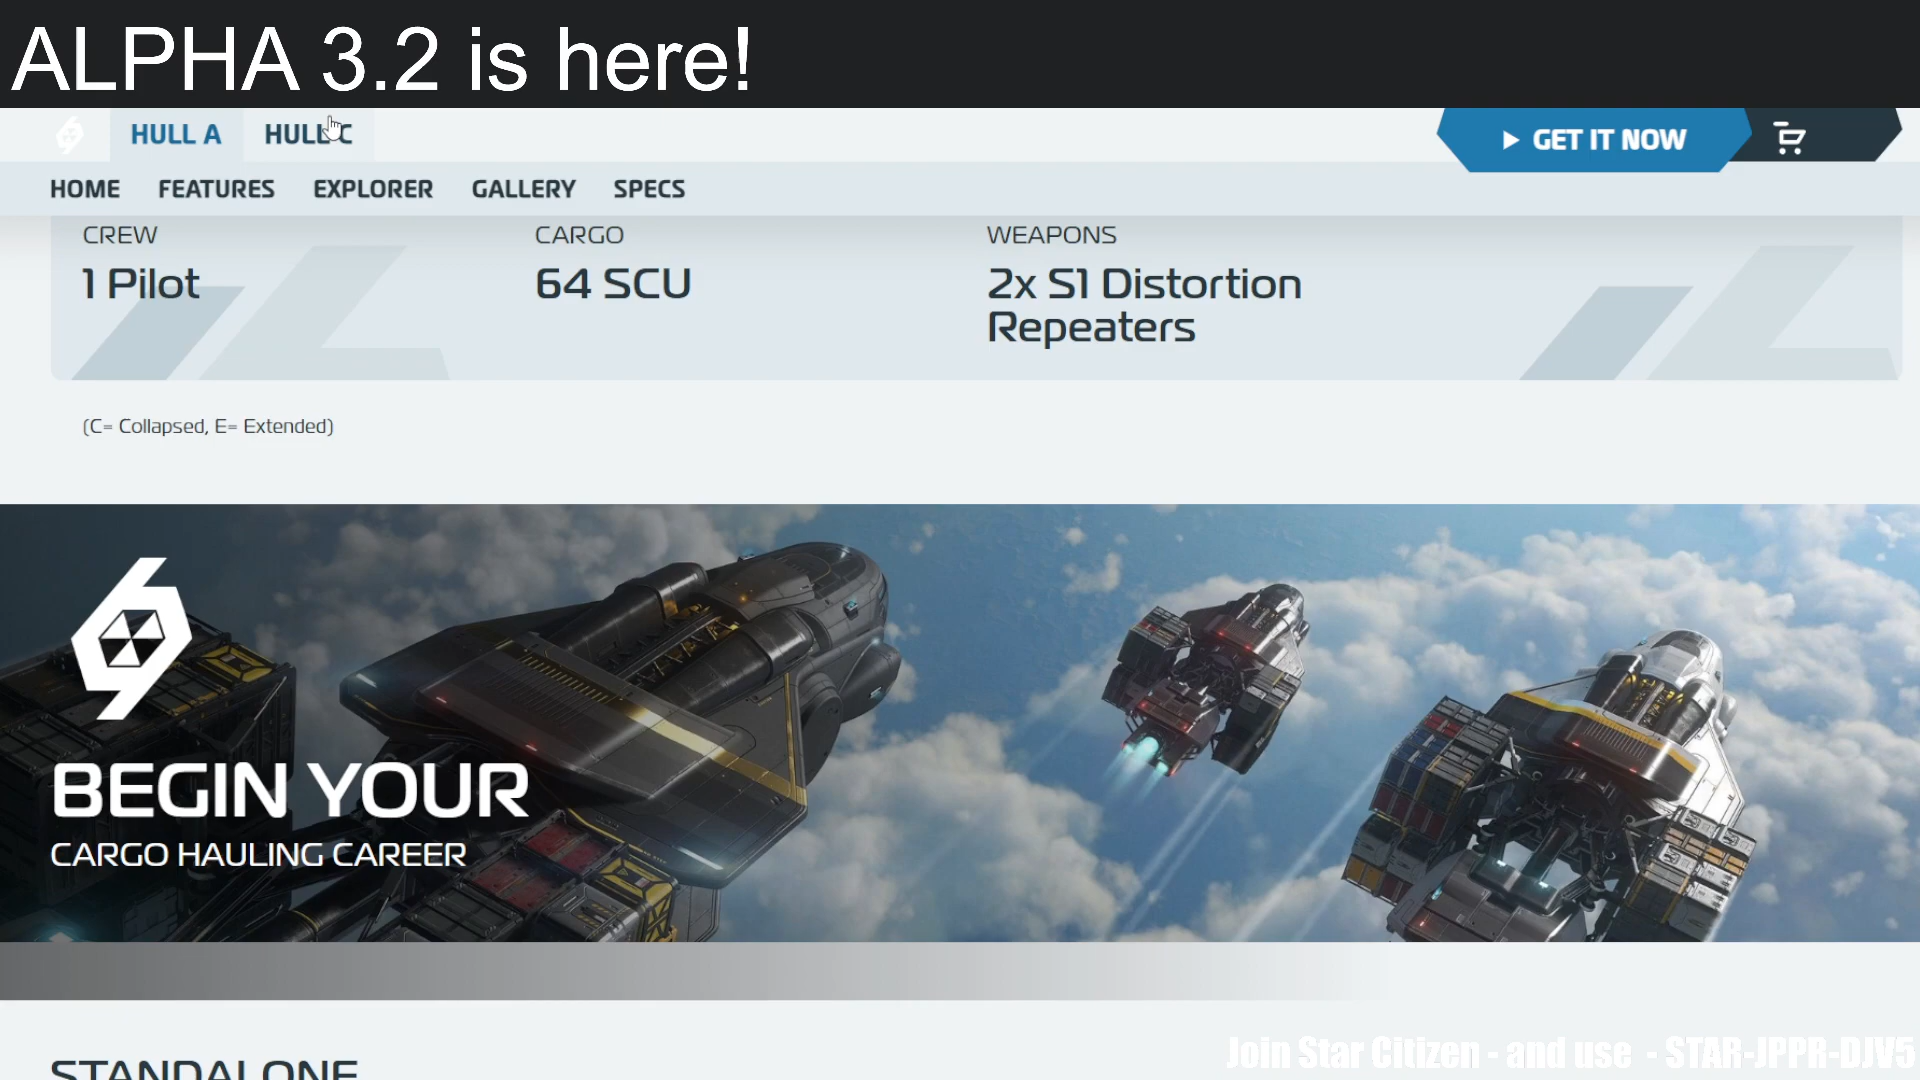 ALPHA 3.2 is here!
HULL A
HULL C
GET IT NOW
HOME
FEATURES
EXPLORER
GALLERY
SPECS
CREW
CARGO
WEAPONS
1 Pilot
64 SCU
2x S1 Distortion
Repeaters
(C= Collapsed, E= Extended)
BEGIN YOUR
CARGO HAULING CAREER
STANDALONE
Join Star Citizen - and use - STAR-JPPR-DJV5